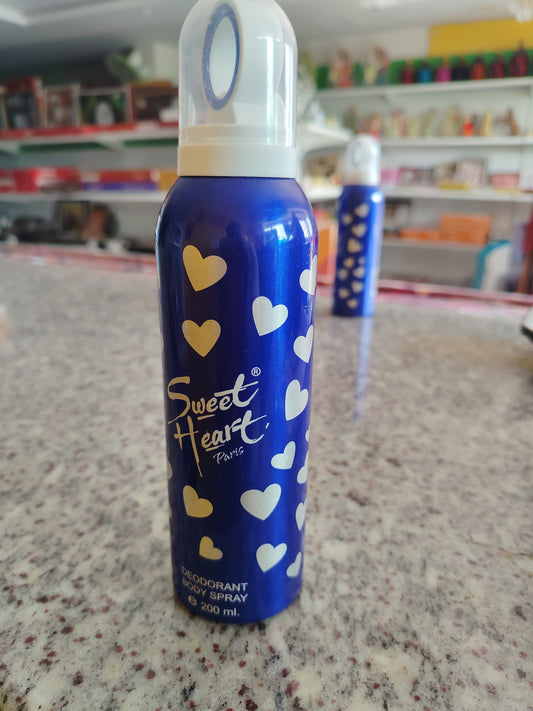 Sweet®
Heart.
Paris
DEODORANT
BODY SPRAY
℮ 200 ml.